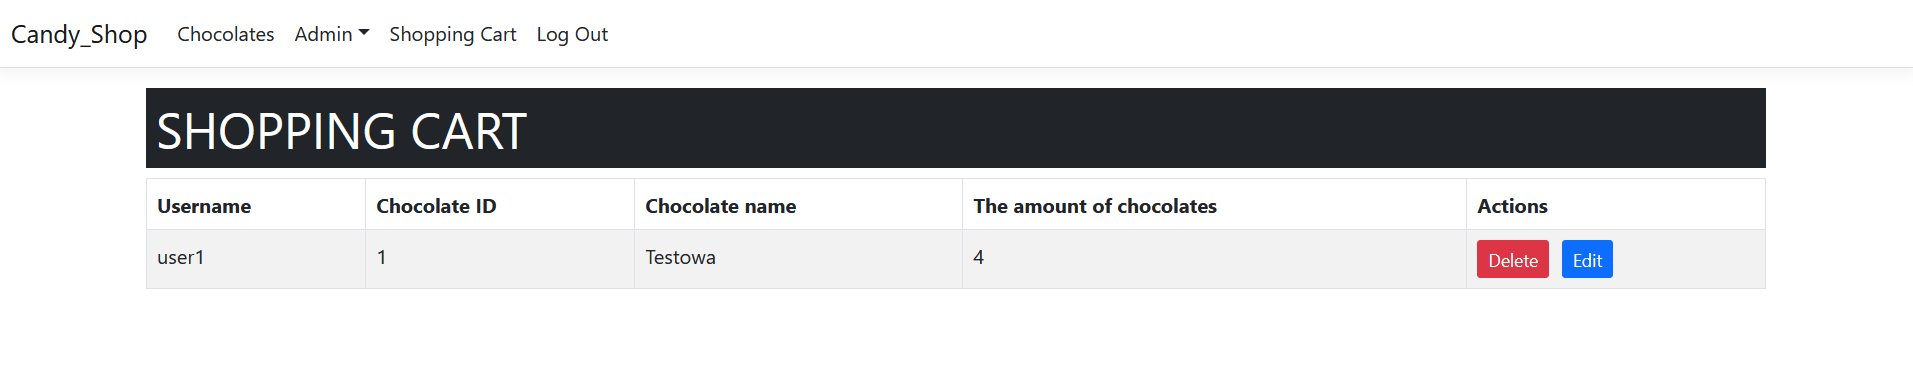 Candy_Shop Chocolates Admin Shopping Cart Log Out
SHOPPING CART
Username Chocolate ID Chocolate name The amount of chocolates Actions
user1 1 Testowa 4 Delete Edit